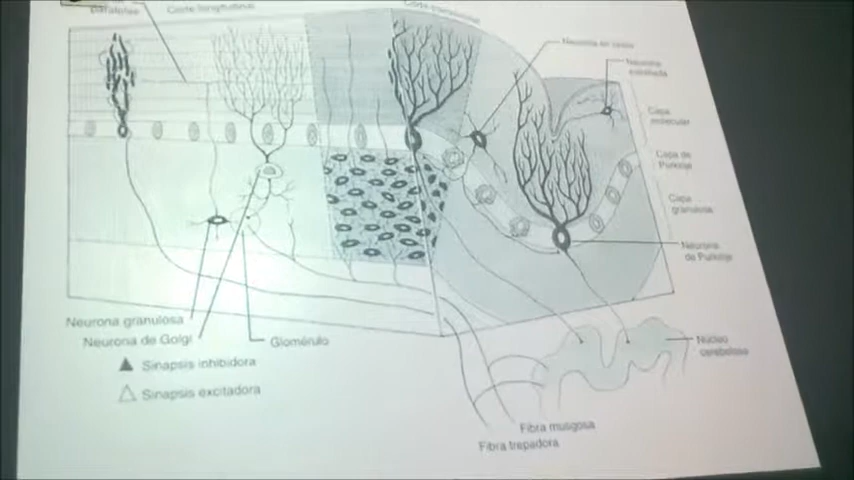 paralelas
Corte longitudinal
Corte transversal
Neurona en cesta
Neurona
estrellada
Capa
molecular
Capa de
Purkinje
Capa
granulosa
Neurona
de Purkinje
Neurona granulosa
Neurona de Golgi
Glomérulo
Sinapsis inhibidora
Sinapsis excitadora
Núcleo
cerebeloso
Fibra musgosa
Fibra trepadora